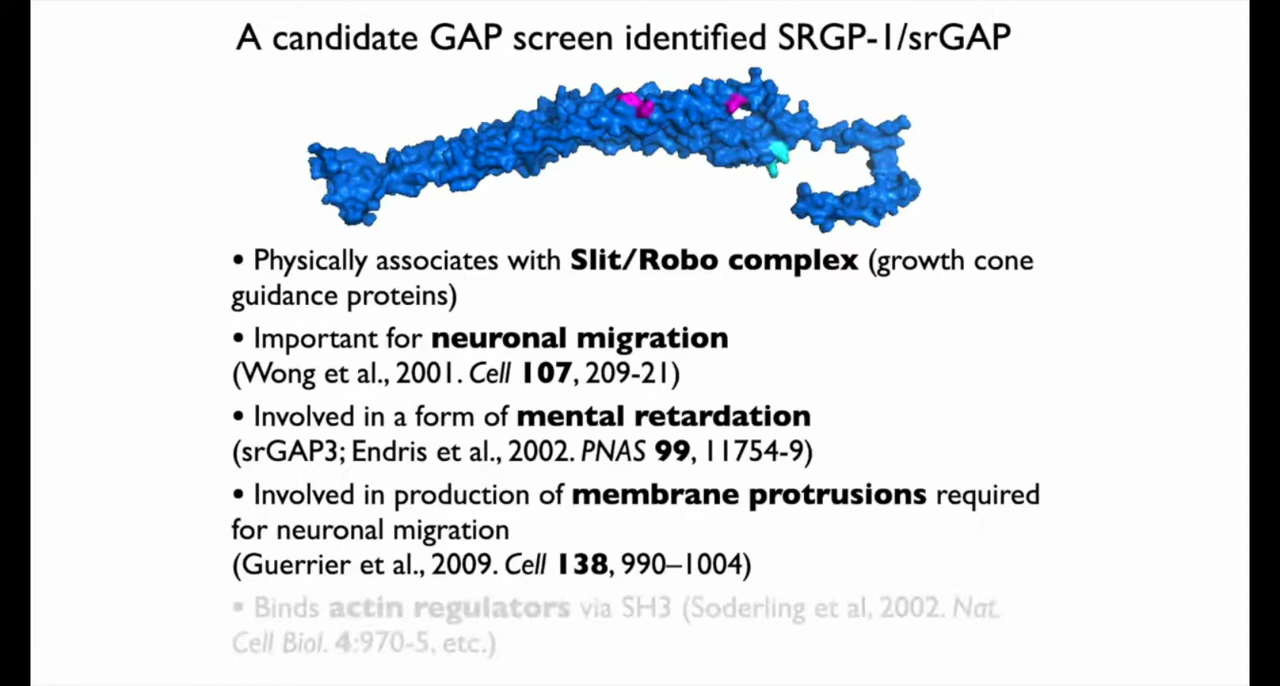 A candidate GAP screen identified SRGP-1/srGAP
• Physically associates with Slit/Robo complex (growth cone
guidance proteins)
• Important for neuronal migration
(Wong et al., 2001. Cell 107, 209-21)
• Involved in a form of mental retardation
(srGAP3; Endris et al., 2002. PNAS 99, 11754-9)
• Involved in production of membrane protrusions required
for neuronal migration
(Guerrier et al., 2009. Cell 138, 990–1004)
• Binds actin regulators via SH3 (Soderling et al, 2002. Nat.
Cell Biol. 4:970-5, etc.)